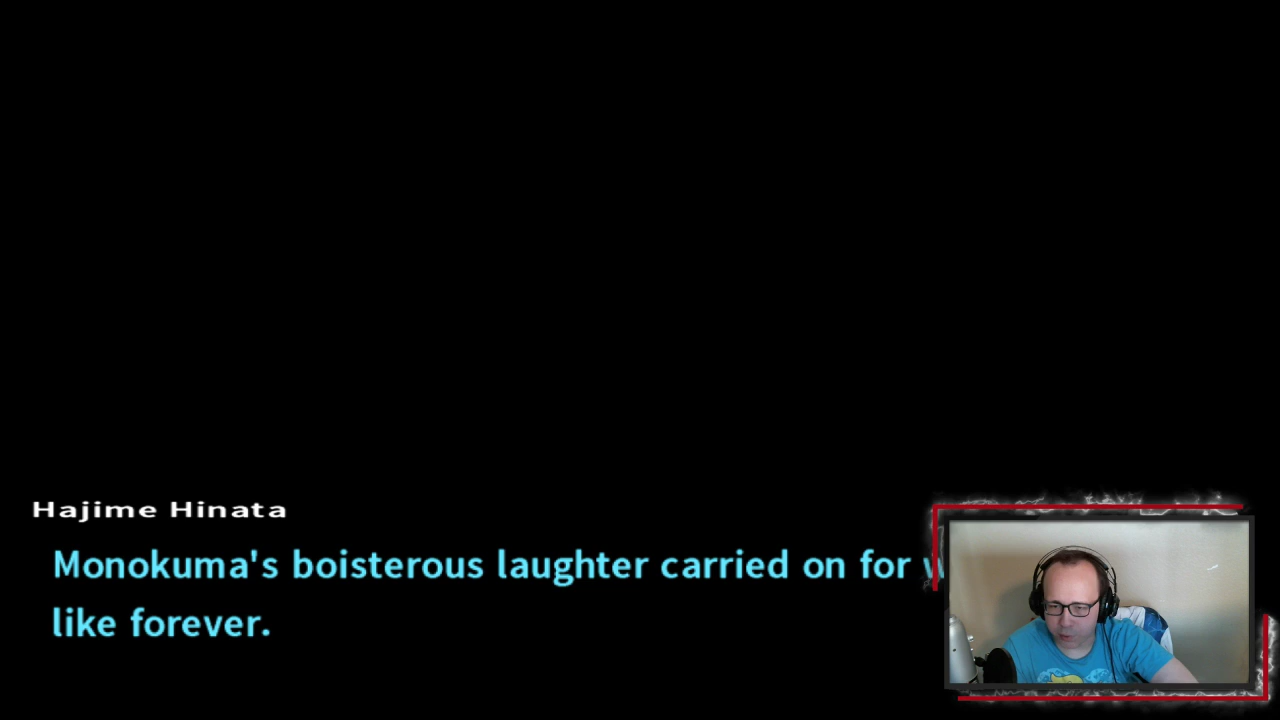 Hajime Hinata
Monokuma's boisterous laughter carried on for
like forever.